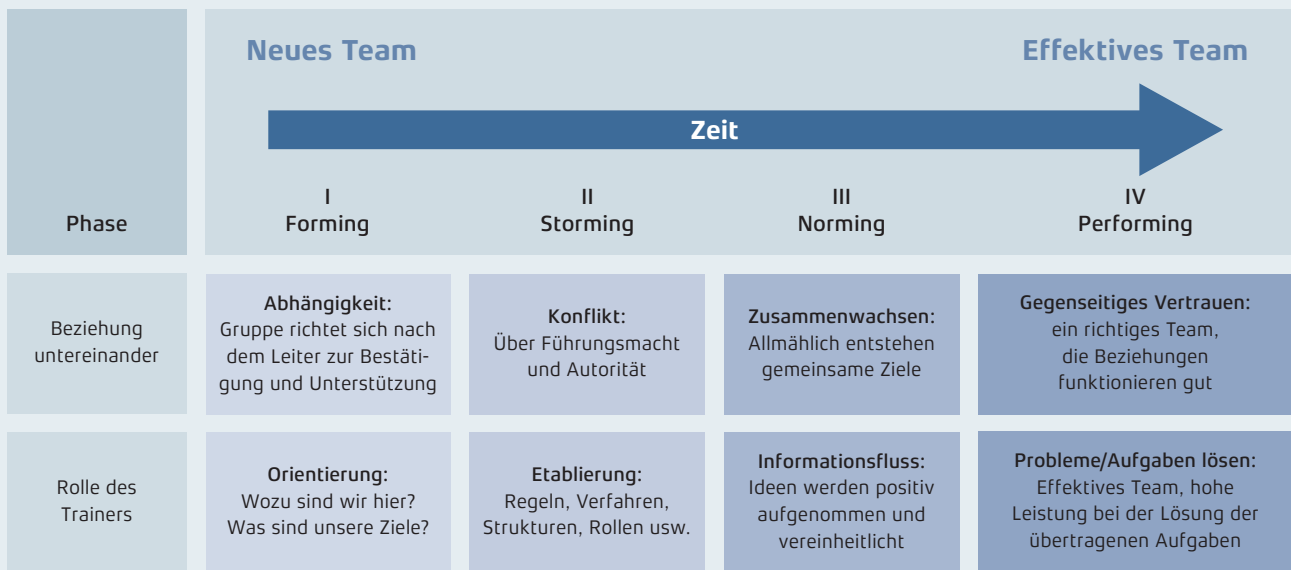 Neues Team
Effektives Team
Zeit
Phase
I
Forming
II
Storming
III
Norming
IV
Performing
Beziehung
untereinander
Abhängigkeit:
Gruppe richtet sich nach
dem Leiter zur Bestäti-
gung und Unterstützung
Konflikt:
Über Führungsmacht
und Autorität
Zusammenwachsen:
Allmählich entstehen
gemeinsame Ziele
Gegenseitiges Vertrauen:
ein richtiges Team,
die Beziehungen
funktionieren gut
Rolle des
Trainers
Orientierung:
Wozu sind wir hier?
Was sind unsere Ziele?
Etablierung:
Regeln, Verfahren,
Strukturen, Rollen usw.
Informationsfluss:
Ideen werden positiv
aufgenommen und
vereinheitlicht
Probleme/Aufgaben lösen:
Effektives Team, hohe
Leistung bei der Lösung der
übertragenen Aufgaben